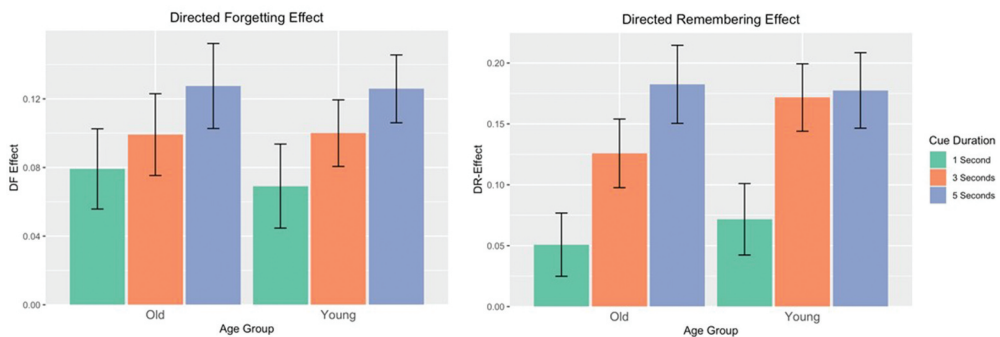 Directed Forgetting Effect
DF Effect
0.12
0.08
0.04
0.00
Old
Young
Age Group
Directed Remembering Effect
DR-Effect
0.20
0.15
0.10
0.05
0.00
Old
Young
Age Group
Cue Duration
1 Second
3 Seconds
5 Seconds